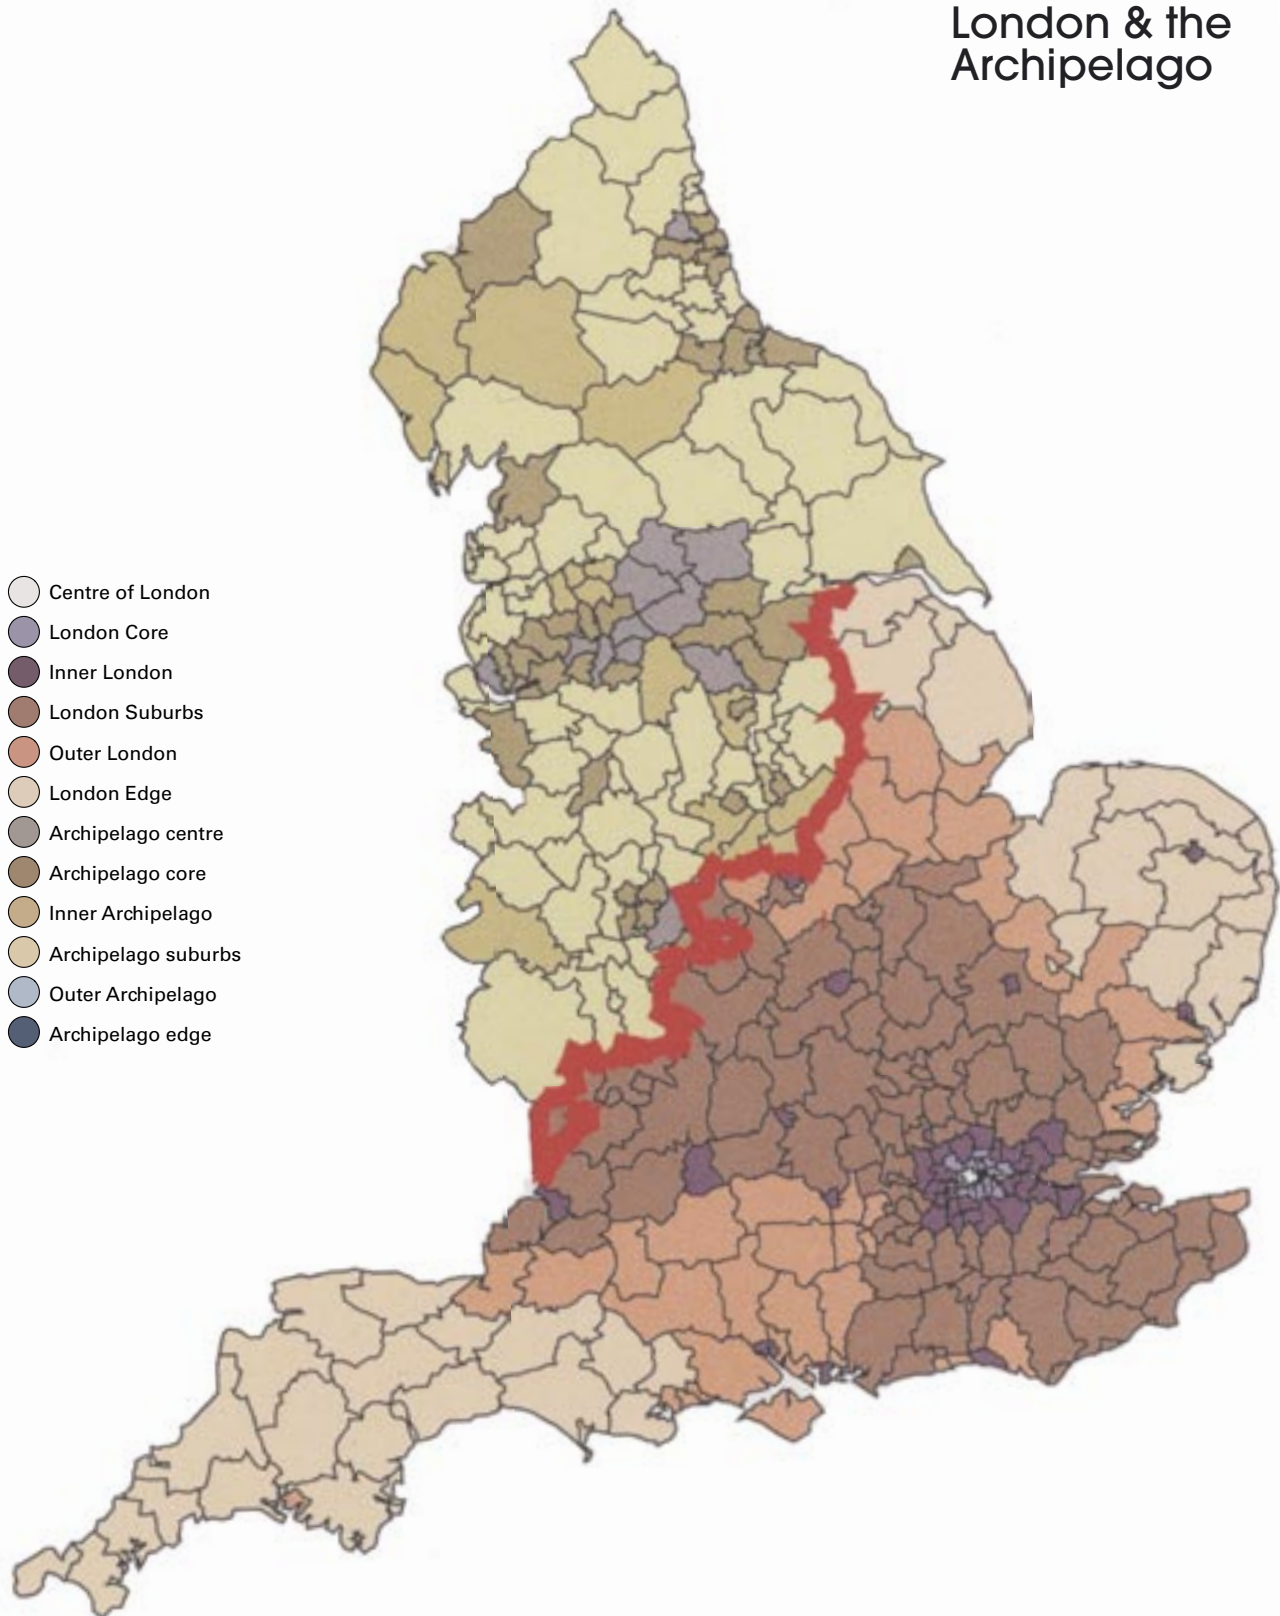 London & the
Archipelago
Centre of London
London Core
Inner London
London Suburbs
Outer London
London Edge
Archipelago centre
Archipelago core
Inner Archipelago
Archipelago suburbs
Outer Archipelago
Archipelago edge